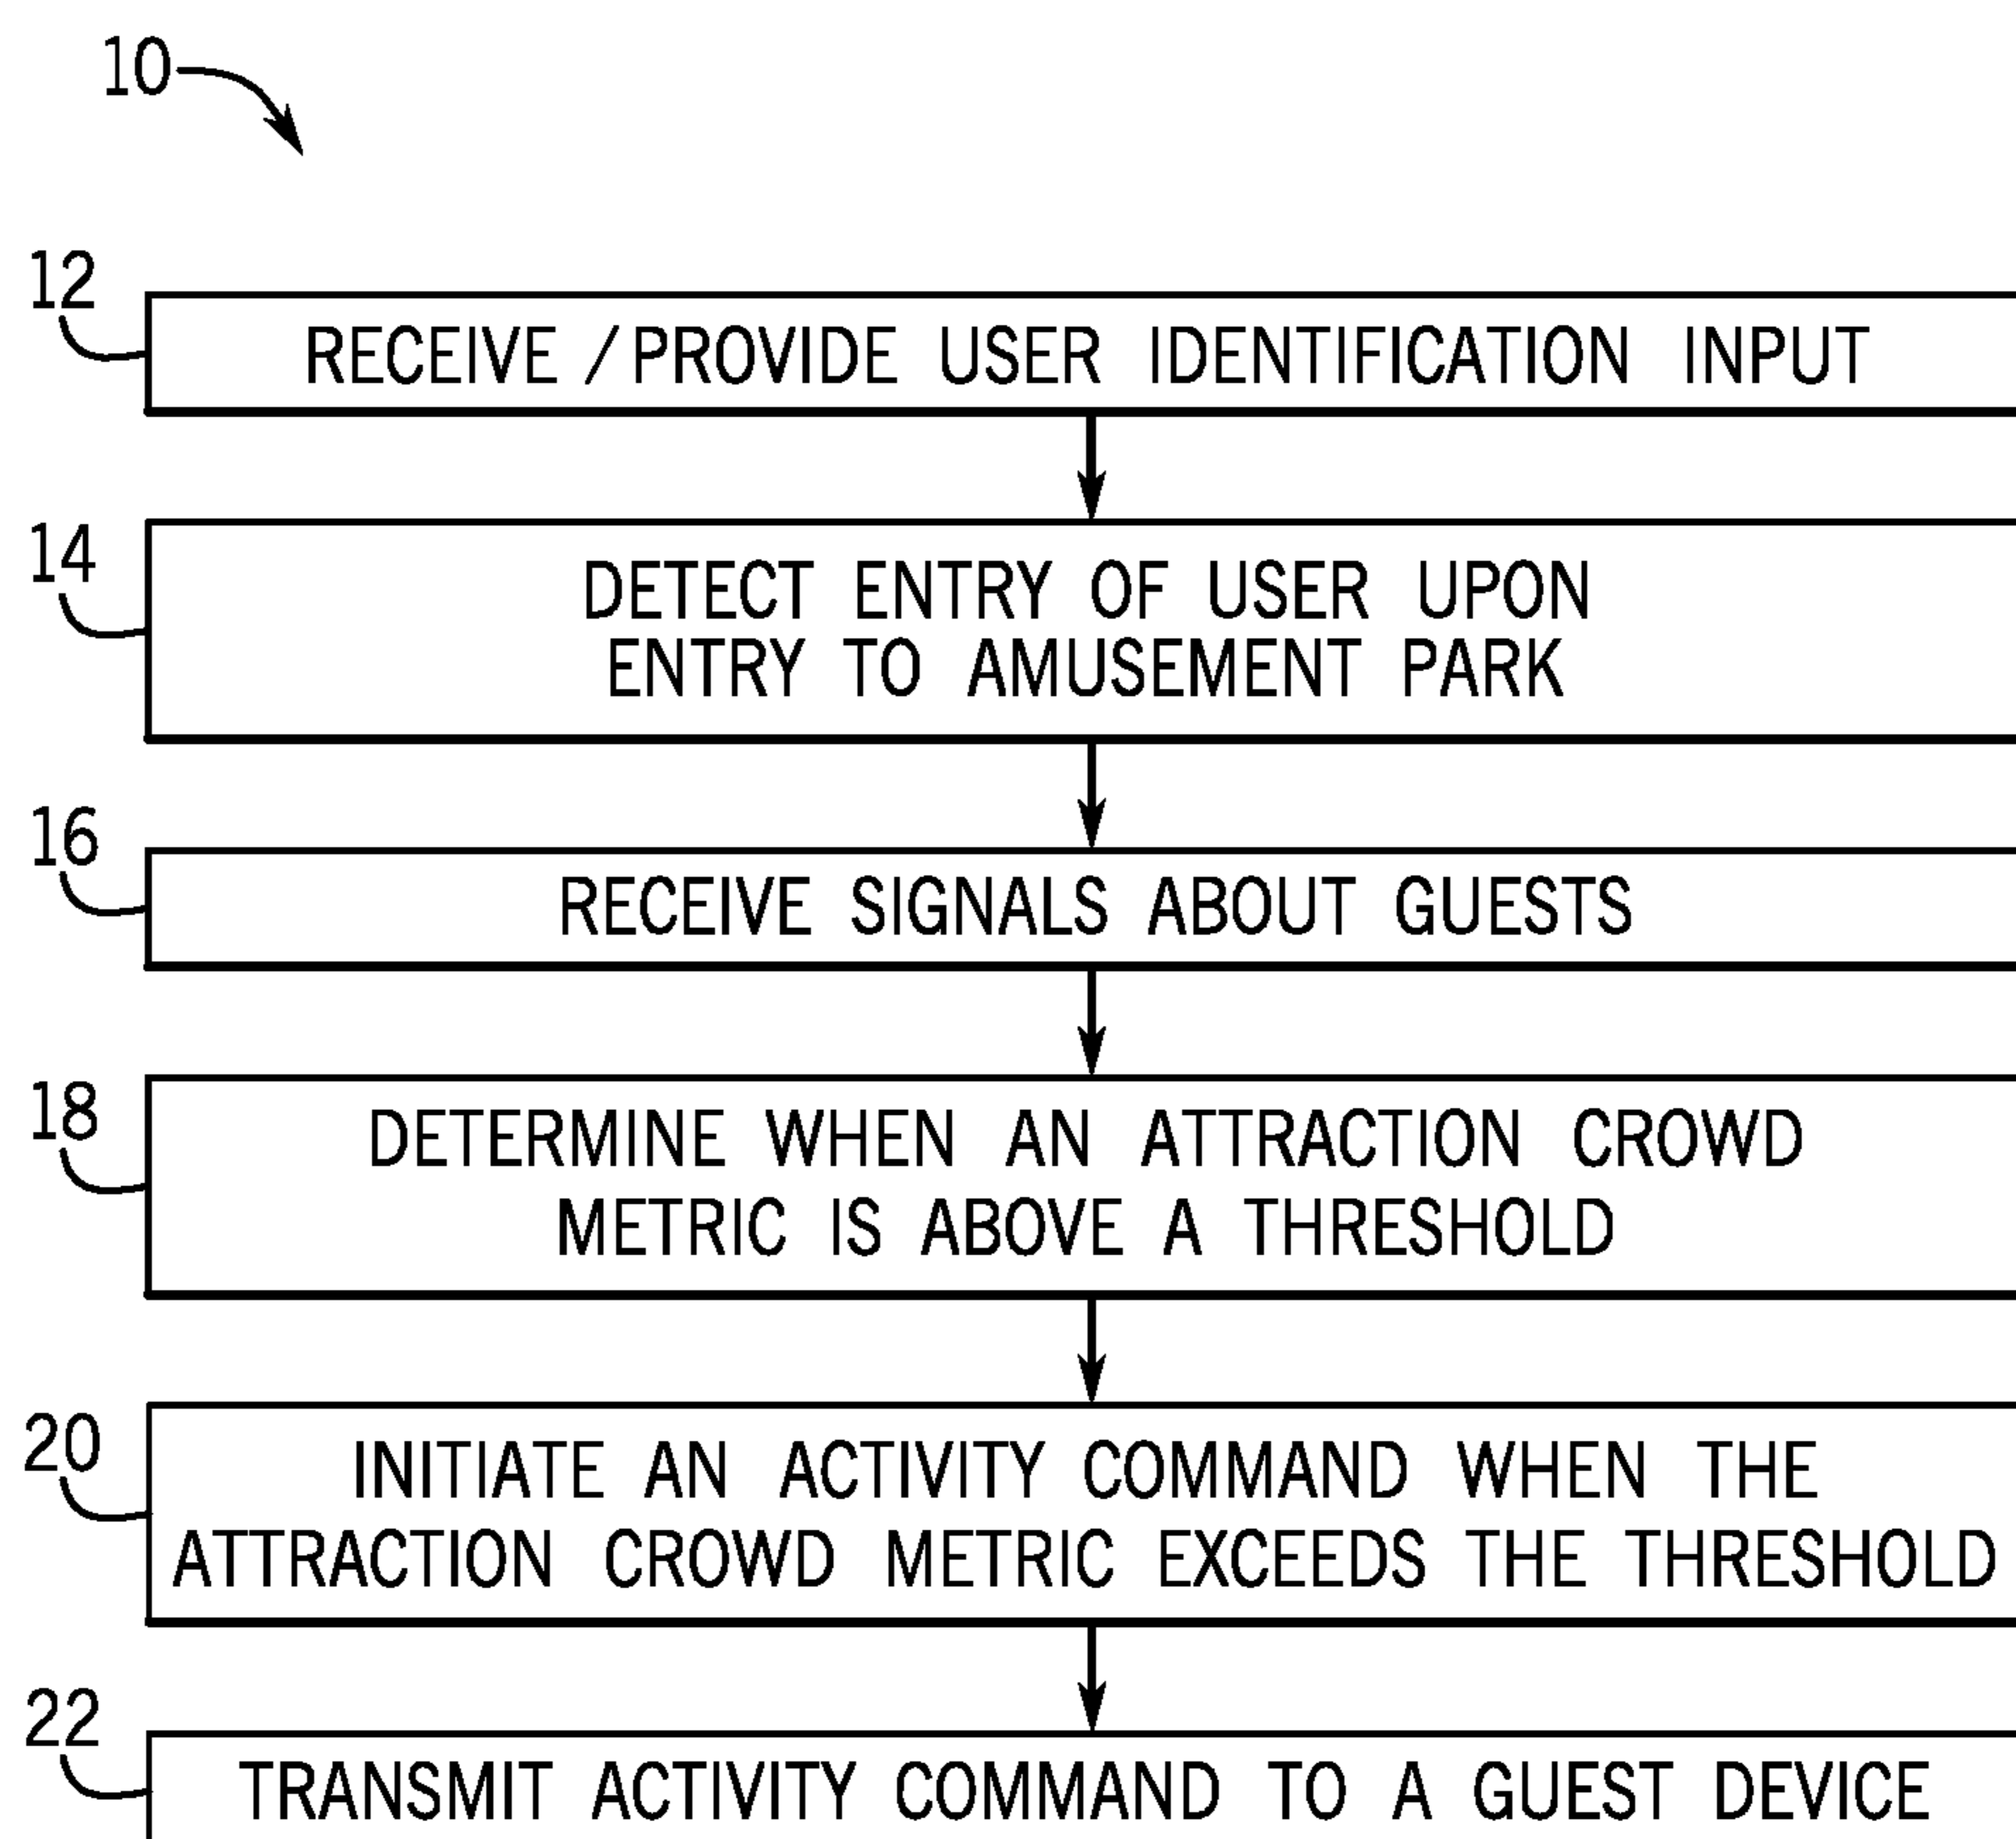 10
12
RECEIVE / PROVIDE USER IDENTIFICATION INPUT
14
DETECT ENTRY OF USER UPON
ENTRY TO AMUSEMENT PARK
16
RECEIVE SIGNALS ABOUT GUESTS
18
DETERMINE WHEN AN ATTRACTION CROWD
METRIC IS ABOVE A THRESHOLD
20
INITIATE AN ACTIVITY COMMAND WHEN THE
ATTRACTION CROWD METRIC EXCEEDS THE THRESHOLD
22
TRANSMIT ACTIVITY COMMAND TO A GUEST DEVICE